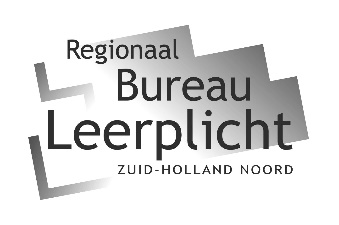 Regionaal
Bureau
Leerplicht
ZUID-HOLLAND NOORD